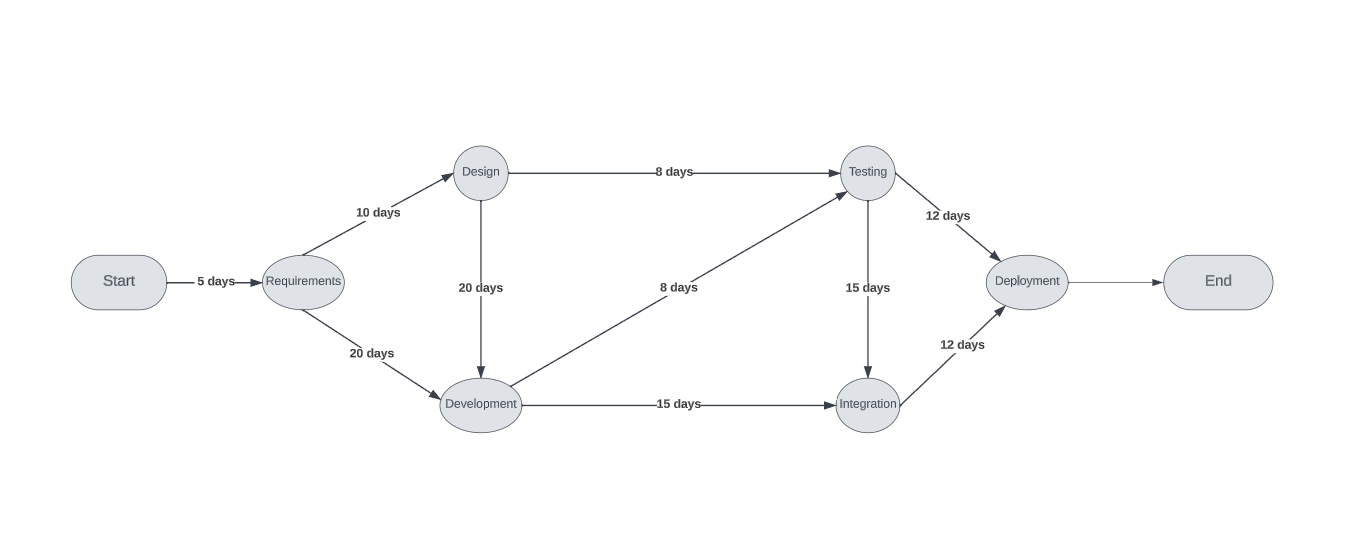 Design
8 days
Testing
10 days
12 days
Start
5 days
Requirements
20 days
8 days
15 days
Deployment
End
20 days
12 days
Development
15 days
Integration